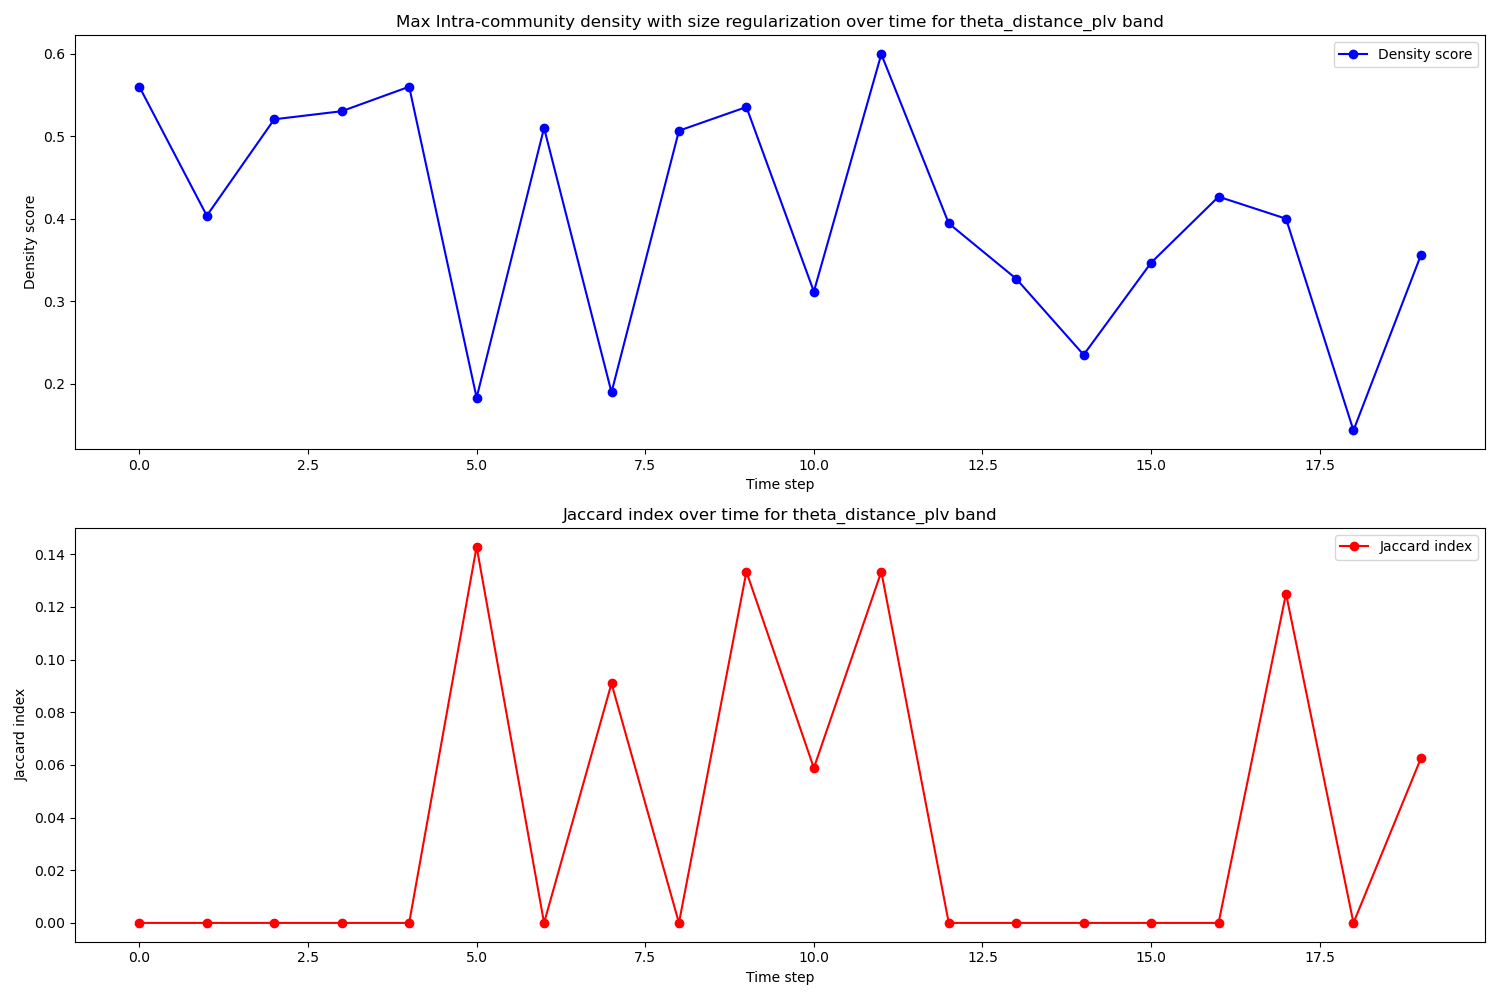 Max Intra-community density with size regularization over time for theta_distance_plv band
Density score
0.6
0.5
0.4
0.3
0.2
Density score
0.0 2.5 5.0 7.5 10.0 12.5 15.0 17.5
Time step
Jaccard index over time for theta_distance_plv band
Jaccard index
0.14
0.12
0.10
0.08
0.06
0.04
0.02
0.00
Jaccard index
0.0 2.5 5.0 7.5 10.0 12.5 15.0 17.5
Time step